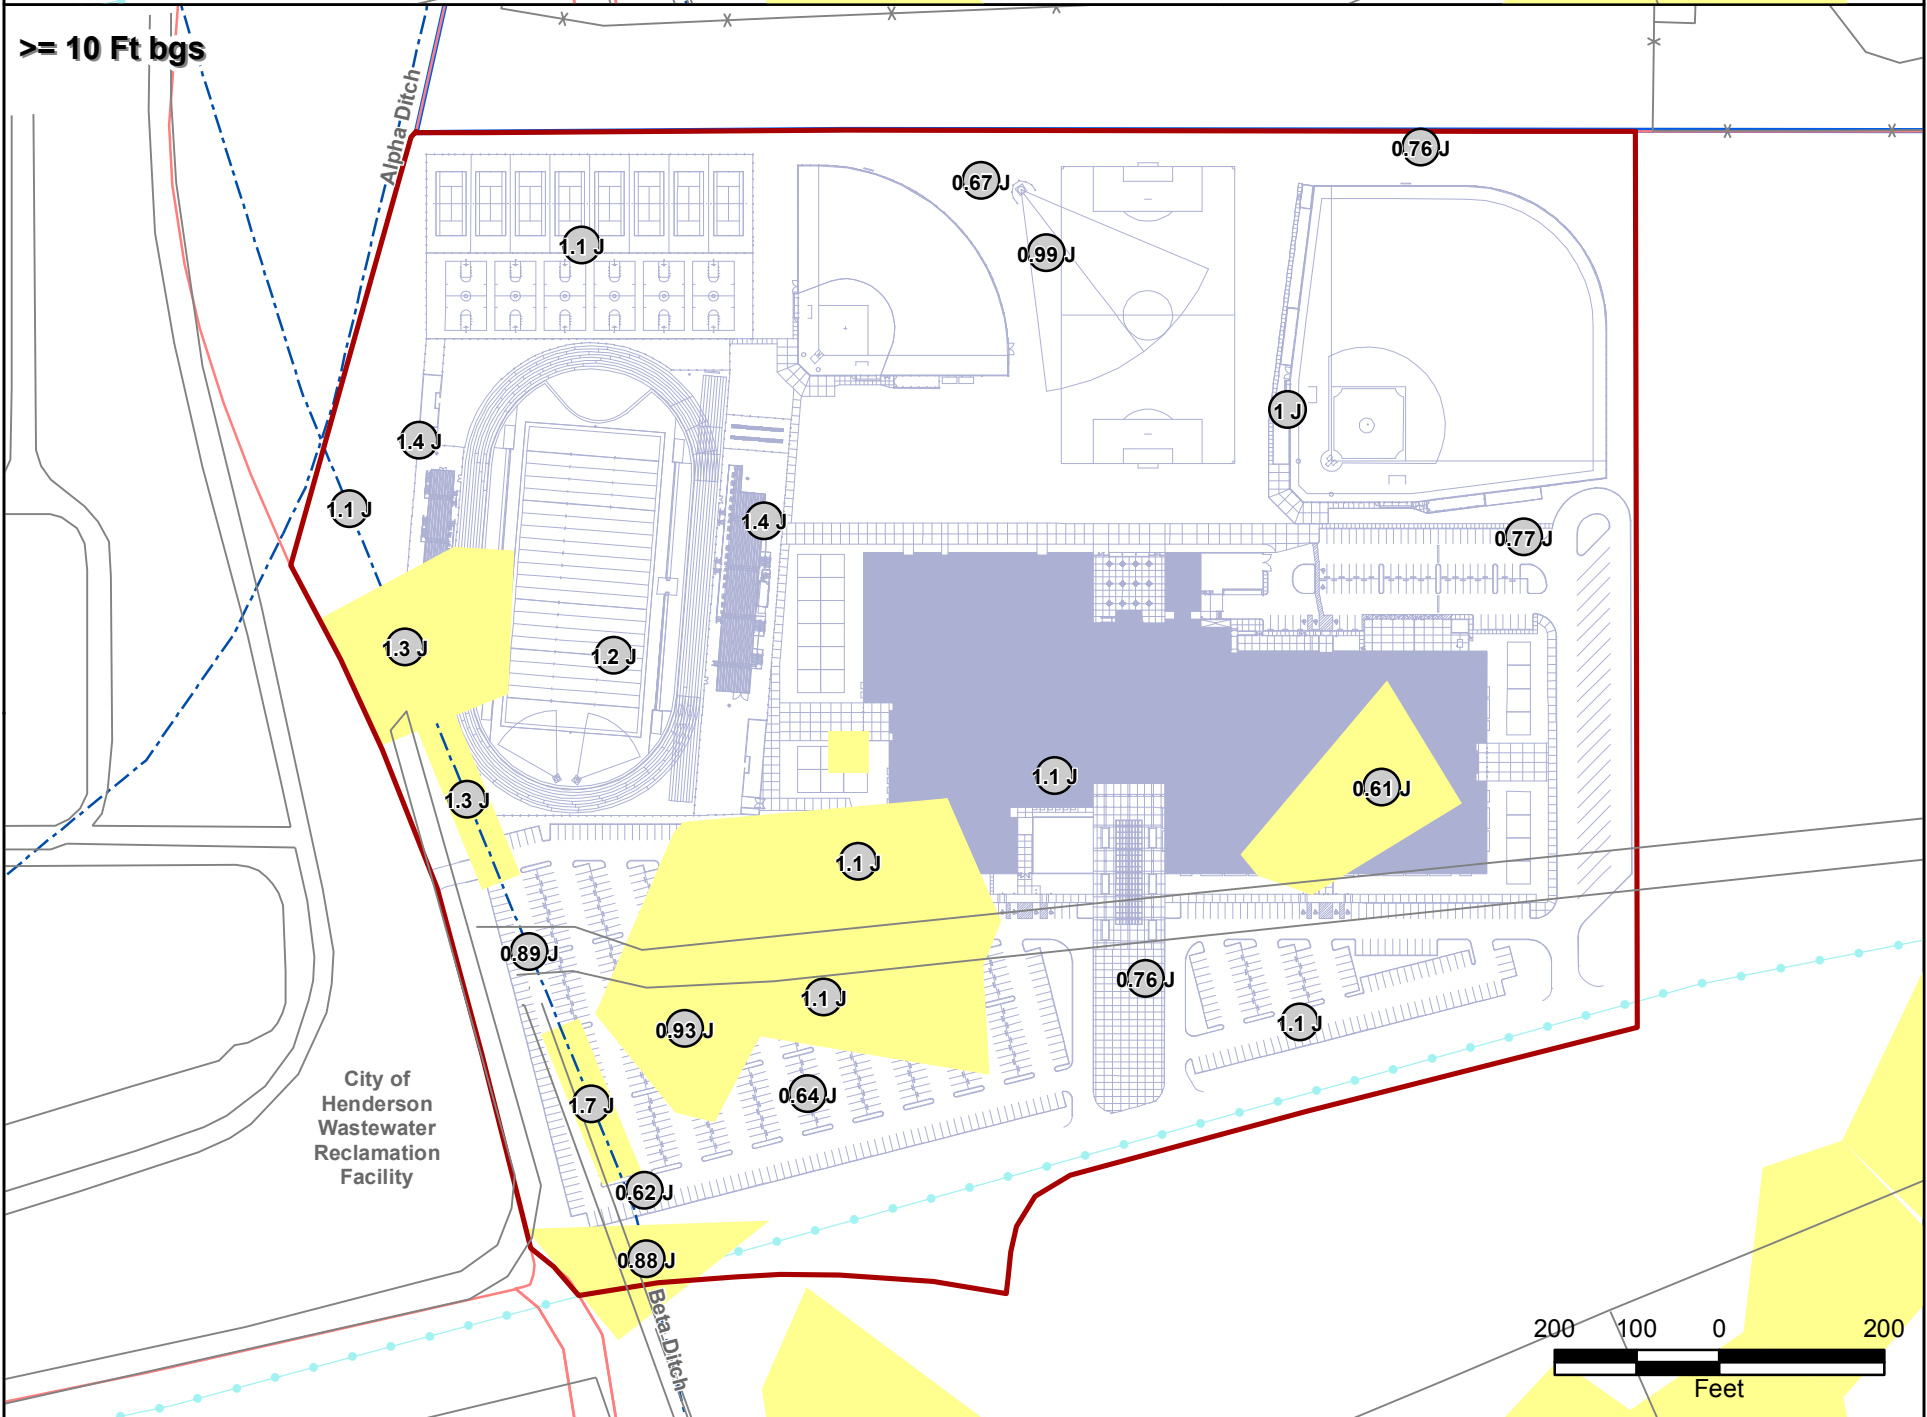 >= 10 Ft bgs
Alpha Ditch
0.76 J
0.67 J
1.1 J
0.99 J
1 J
1.4 J
1.1 J
1.4 J
0.77 J
1.3 J
1.2 J
1.1 J
0.61 J
1.3 J
1.1 J
0.89 J
0.76 J
1.1 J
0.93 J
1.1 J
City of
Henderson
Wastewater
Reclamation
Facility
1.7 J
0.64 J
0.62 J
0.88 J
Beta Ditch
200 100 0 200
Feet